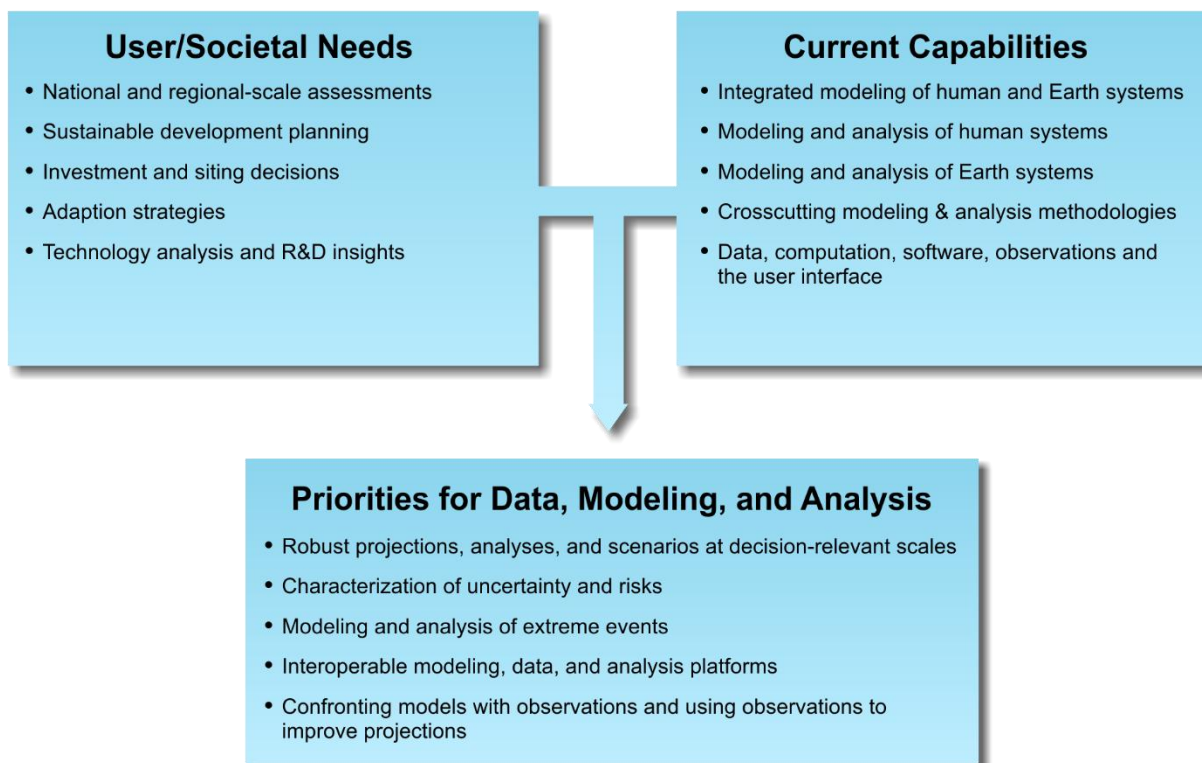 User/Societal Needs
• National and regional-scale assessments
• Sustainable development planning
• Investment and siting decisions
• Adaption strategies
• Technology analysis and R&D insights
Current Capabilities
• Integrated modeling of human and Earth systems
• Modeling and analysis of human systems
• Modeling and analysis of Earth systems
• Crosscutting modeling & analysis methodologies
• Data, computation, software, observations and
the user interface
Priorities for Data, Modeling, and Analysis
• Robust projections, analyses, and scenarios at decision-relevant scales
• Characterization of uncertainty and risks
• Modeling and analysis of extreme events
• Interoperable modeling, data, and analysis platforms
• Confronting models with observations and using observations to
improve projections